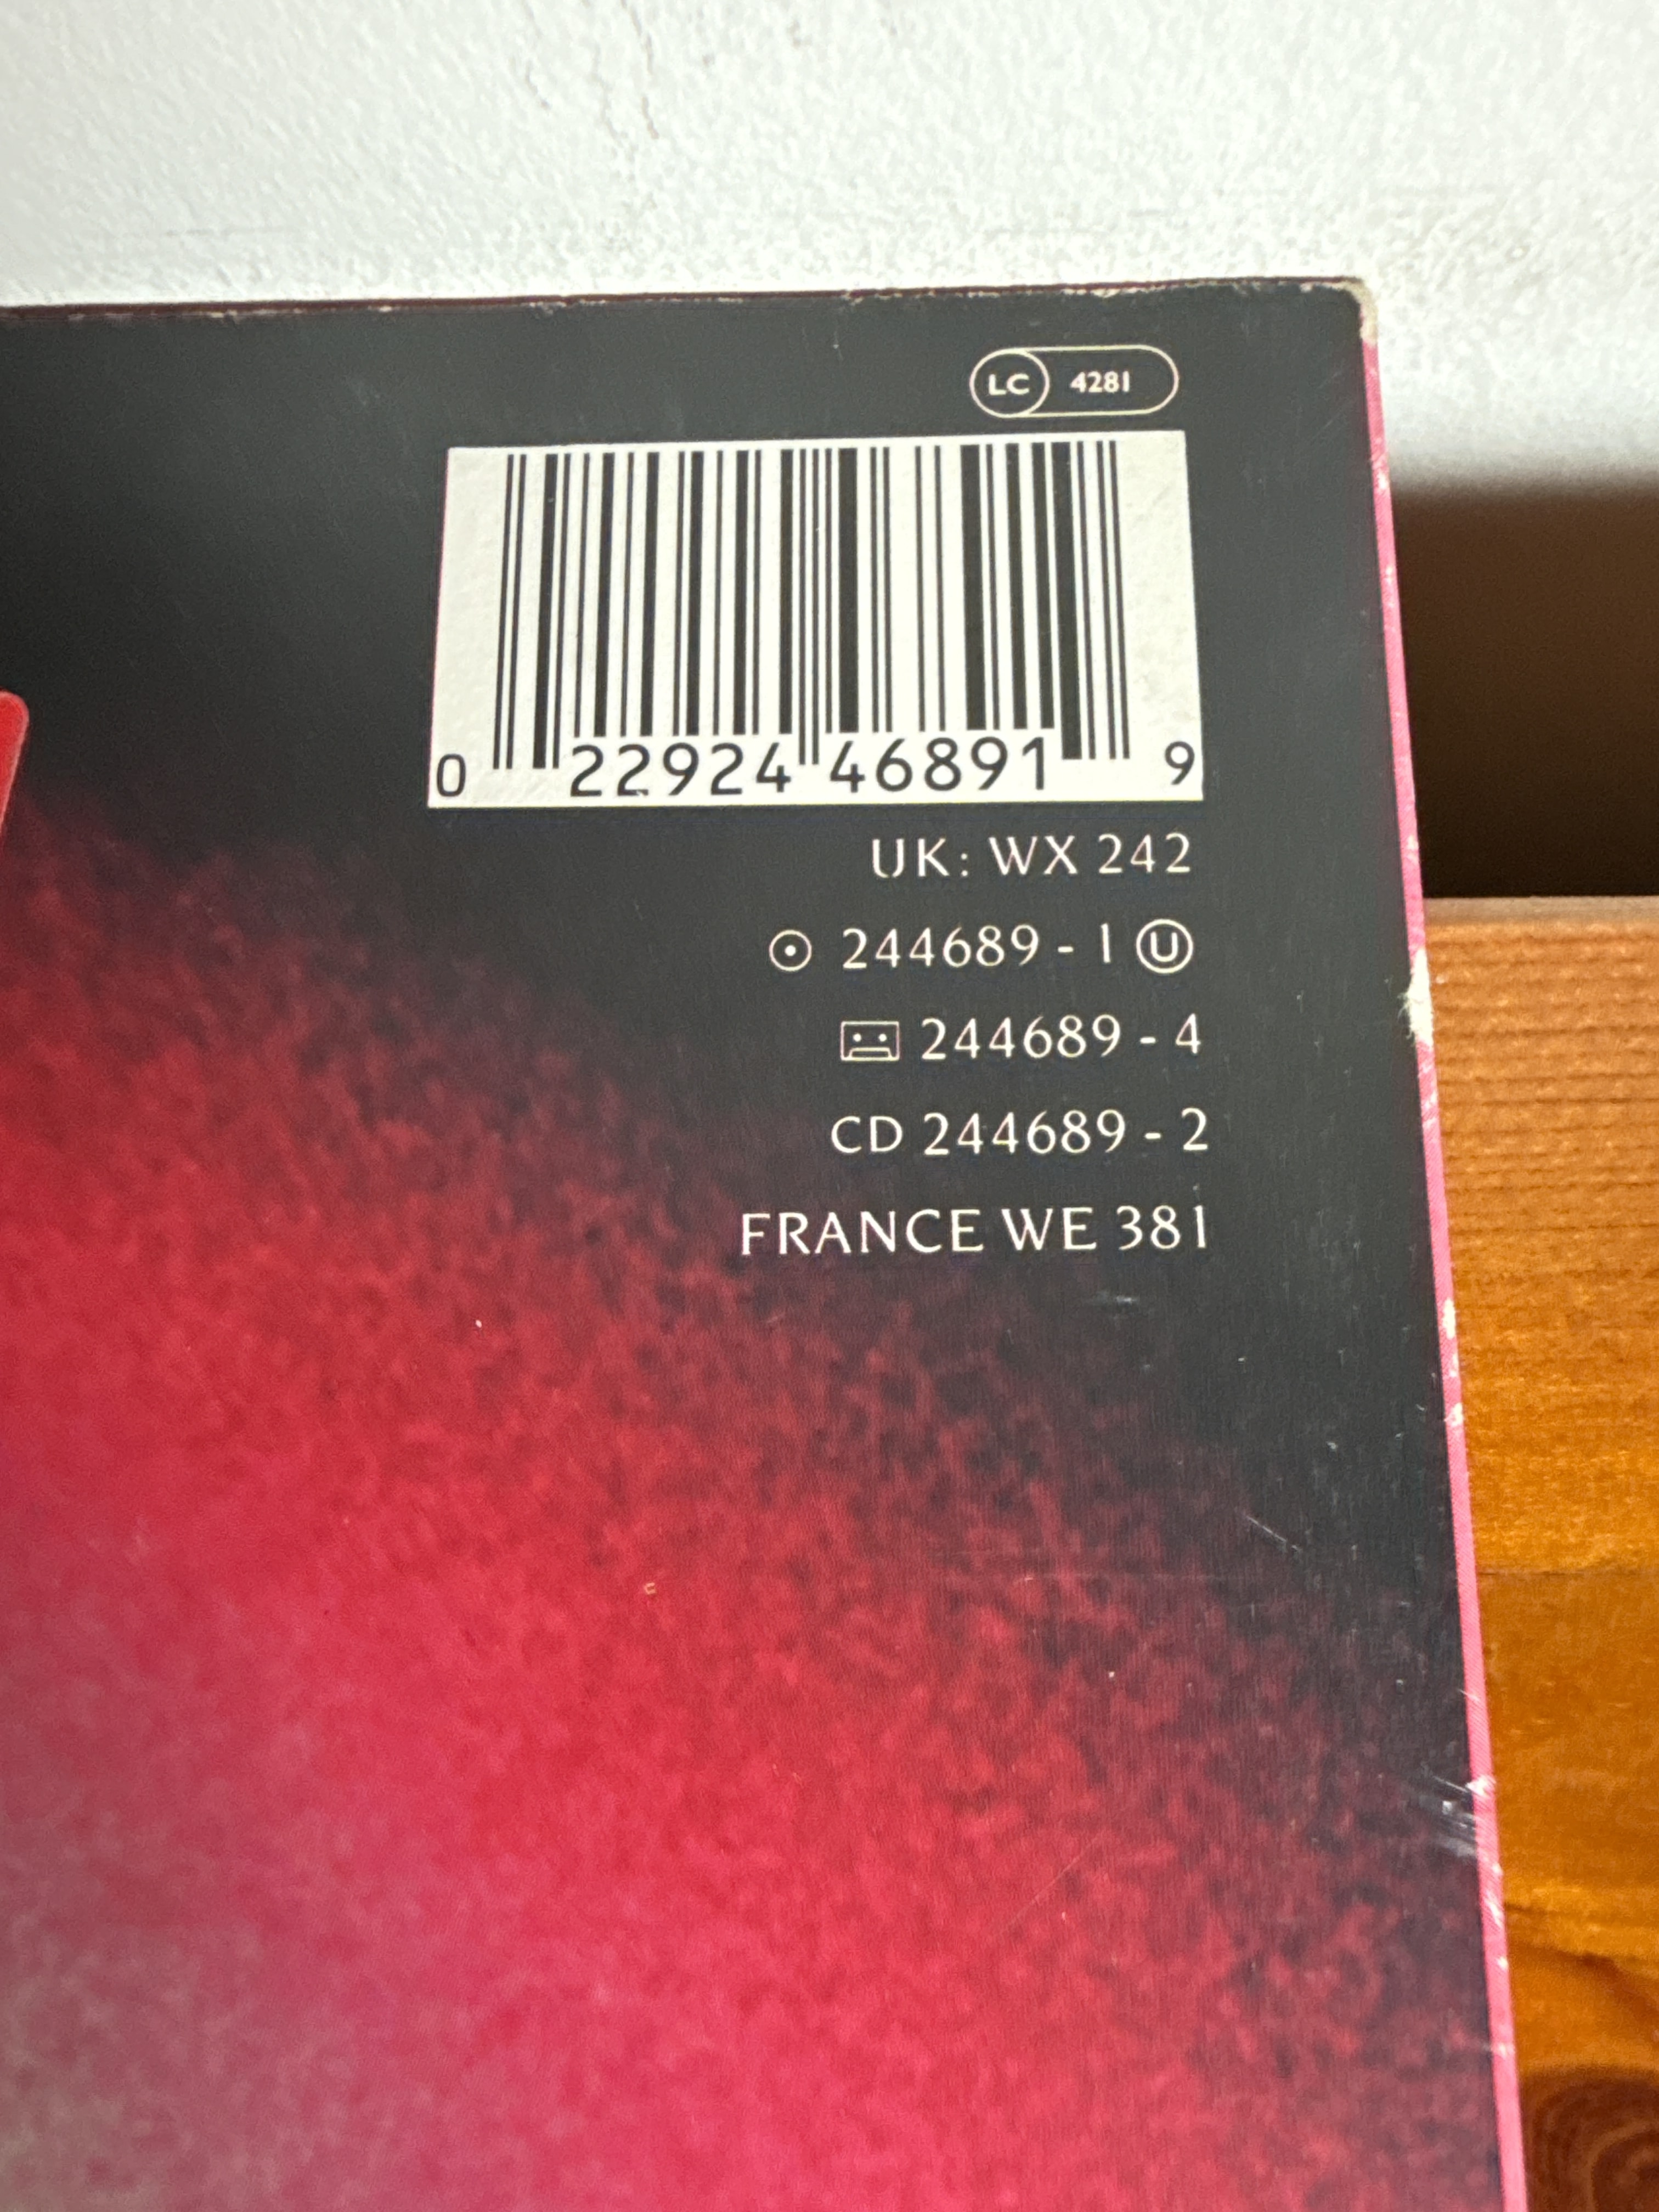 LC 4281
0 22924 46891 9
UK: WX 242
244689 - 1 Ⓤ
244689 - 4
CD 244689 - 2
FRANCE WE 381